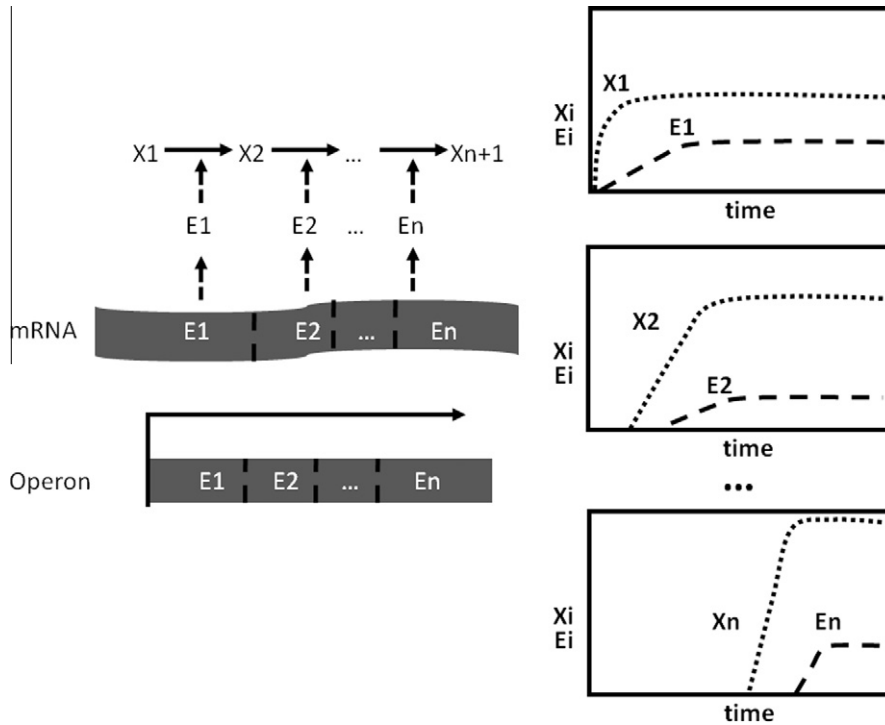 X1 X2 ... Xn+1
E1 E2 ... En
mRNA E1 E2 ... En
Operon E1 E2 ... En
X1
E1
Xi
Ei
time
X2
E2
Xi
Ei
time
...
Xn
En
Xi
Ei
time